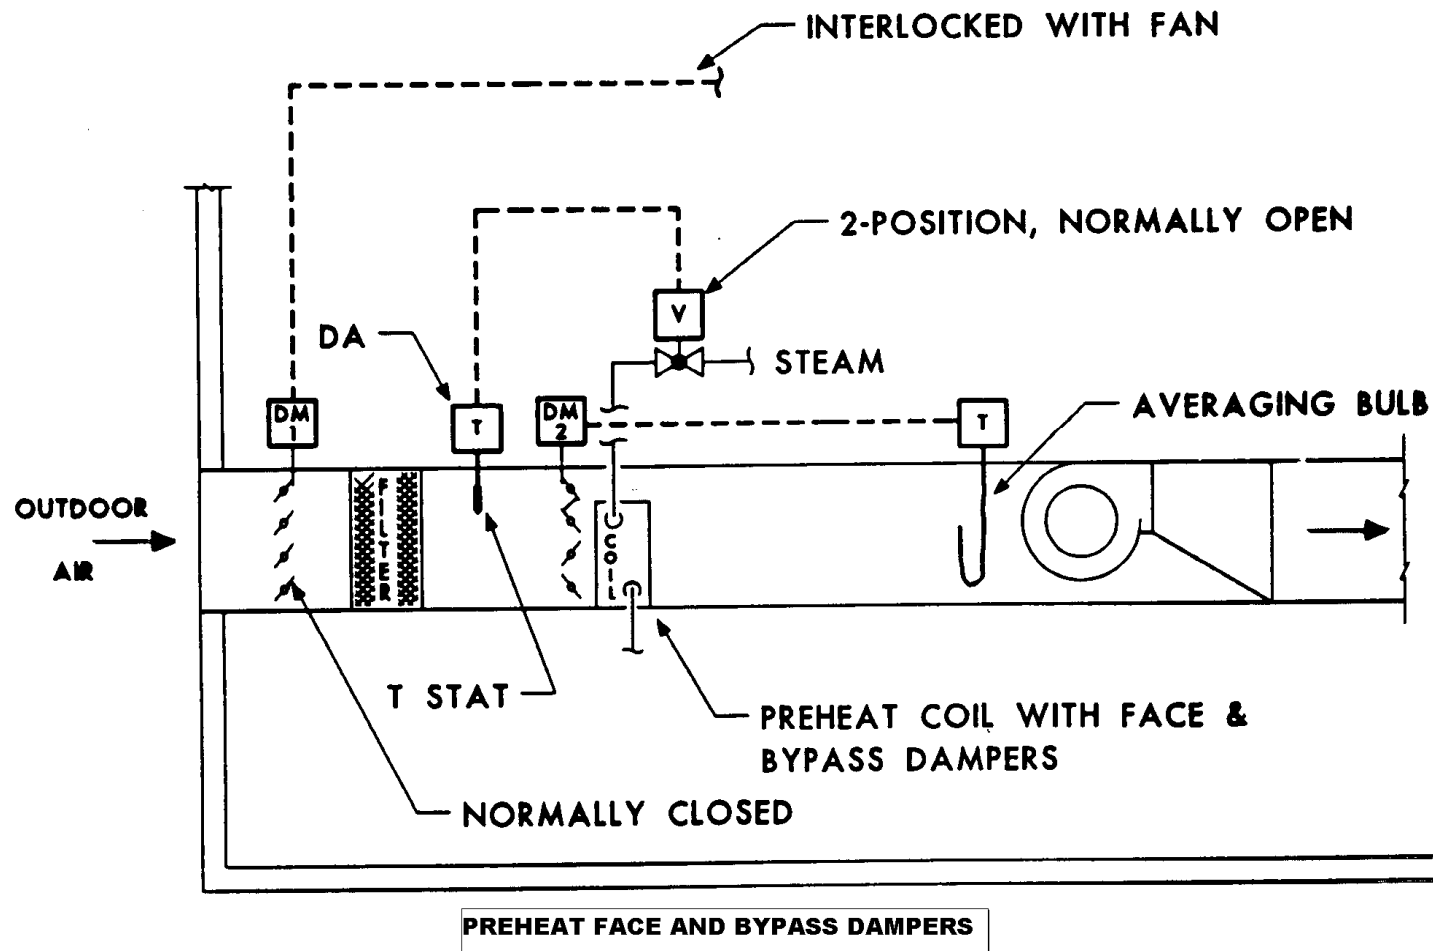 INTERLOCKED WITH FAN
2-POSITION, NORMALLY OPEN
V
DA
STEAM
DM
1
T
DM
2
T
AVERAGING BULB
OUTDOOR
AIR
FILTER
COIL
T STAT
PREHEAT COIL WITH FACE &
BYPASS DAMPERS
NORMALLY CLOSED
PREHEAT FACE AND BYPASS DAMPERS